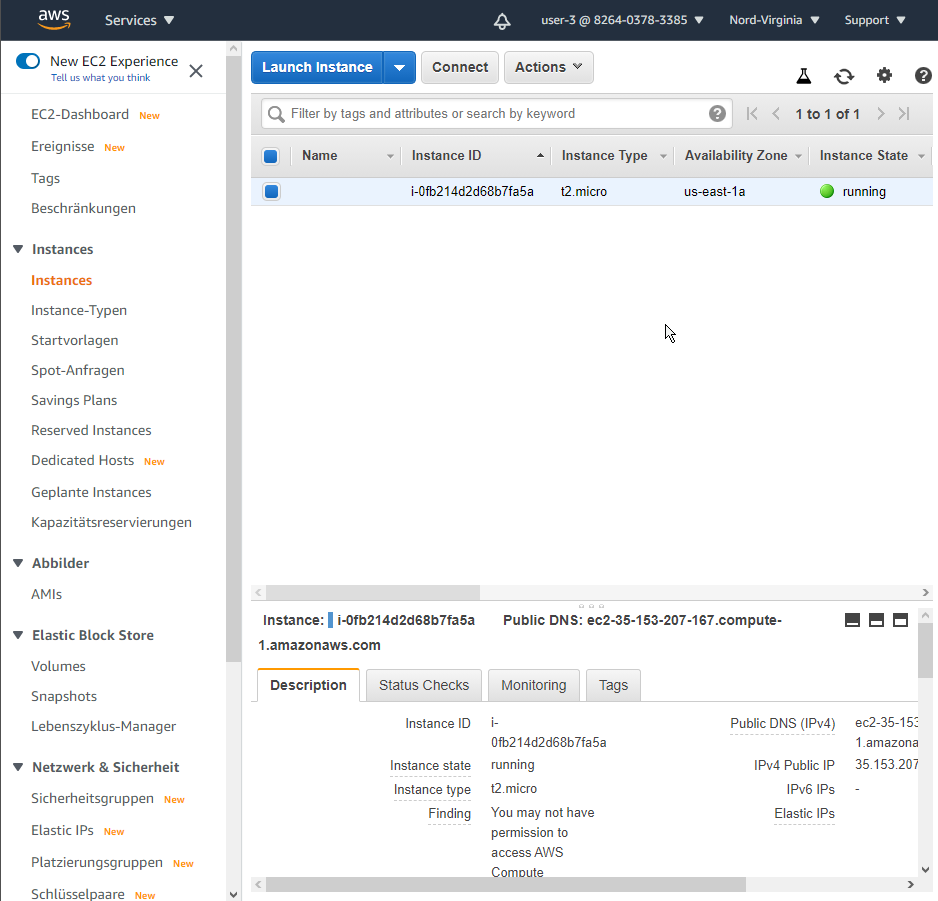 aws Services user-3 @ 8264-0378-3385 Nord-Virginia Support
New EC2 Experience
Tell us what you think
EC2-Dashboard New
Ereignisse New
Tags
Beschränkungen
Instances
Instances
Instance-Typen
Startvorlagen
Spot-Anfragen
Savings Plans
Reserved Instances
Dedicated Hosts New
Geplante Instances
Kapazitätsreservierungen
Abbilder
AMIs
Elastic Block Store
Volumes
Snapshots
Lebenszyklus-Manager
Netzwerk & Sicherheit
Sicherheitsgruppen New
Elastic IPs New
Platzierungsgruppen New
Schlüsselpaare New
Launch Instance Connect Actions
Filter by tags and attributes or search by keyword 1 to 1 of 1
Name Instance ID Instance Type Availability Zone Instance State
i-0fb214d2d68b7fa5a t2.micro us-east-1a running
Instance: i-0fb214d2d68b7fa5a Public DNS: ec2-35-153-207-167.compute-
1.amazonaws.com
Description Status Checks Monitoring Tags
Instance ID i-
0fb214d2d68b7fa5a
Instance state running
Instance type t2.micro
Finding You may not have
permission to
access AWS
Compute
Public DNS (IPv4) ec2-35-153
1.amazona
IPv4 Public IP 35.153.207
IPv6 IPs -
Elastic IPs